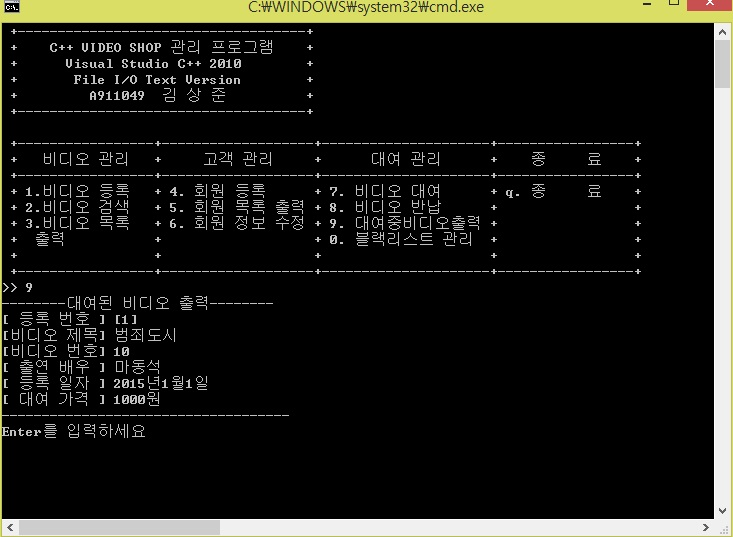 C:\WINDOWS\system32\cmd.exe
+------------------------------------+
+ C++ VIDEO SHOP 관리 프로그램 +
+ Visual Studio C++ 2010 +
+ File I/O Text Version +
+ A911049 김 상 준 +
+------------------------------------+
+-----------------+-------------------+---------------------+-----------------+
+ 비디오 관리 + 고객 관리 + 대여 관리 + 종 료 +
+-----------------+-------------------+---------------------+-----------------+
+ 1.비디오 등록 + 4. 회원 등록 + 7. 비디오 대여 + q. 종 료 +
+ 2.비디오 검색 + 5. 회원 목록 출력 + 8. 비디오 반납 + +
+ 3.비디오 목록 + 6. 회원 정보 수정 + 9. 대여중비디오출력 + +
+ 출력 + + 0. 블랙리스트 관리 + +
+ + + + +
+-----------------+-------------------+---------------------+-----------------+
>> 9
--------대여된 비디오 출력--------
[ 등록 번호 ] [1]
[비디오 제목] 범죄도시
[비디오 번호] 10
[ 출연 배우 ] 마동석
[ 등록 일자 ] 2015년1월1일
[ 대여 가격 ] 1000원
------------------------------------
Enter를 입력하세요